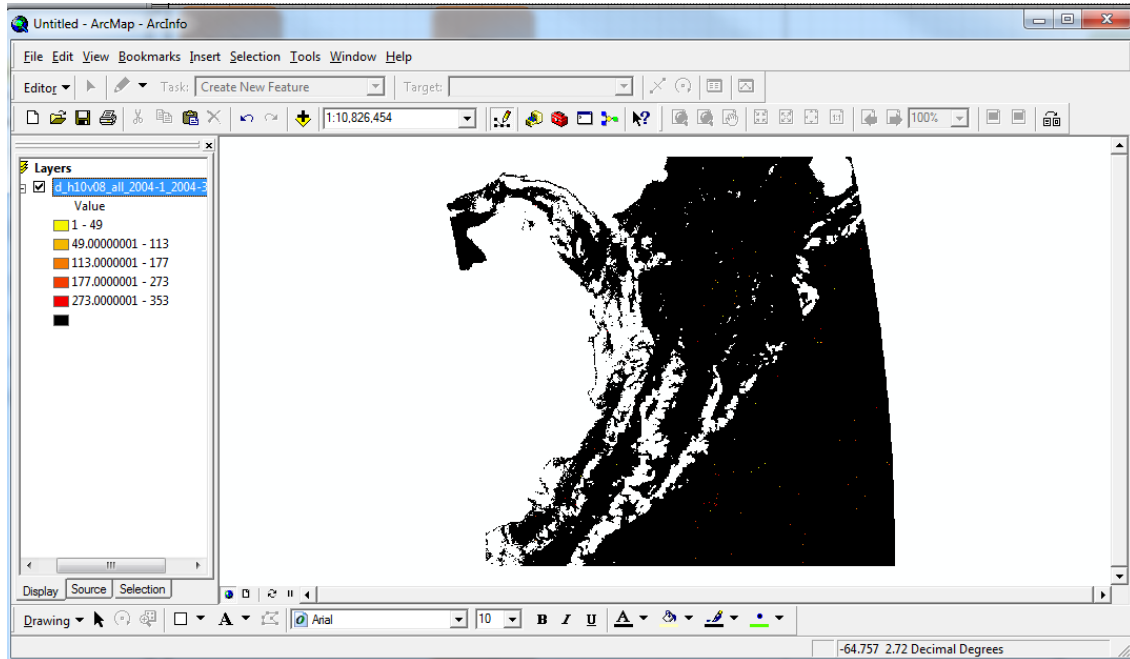 Untitled - ArcMap - ArcInfo
File Edit View Bookmarks Insert Selection Tools Window Help
Editor Task: Create New Feature Target:
1:10,826,454 100%
Layers
d_h10v08_all_2004-1_2004-3
Value
1 - 49
49.00000001 - 113
113.0000001 - 177
177.0000001 - 273
273.0000001 - 353
Display Source Selection
Drawing A Arial 10 B I U A
-64.757 2.72 Decimal Degrees